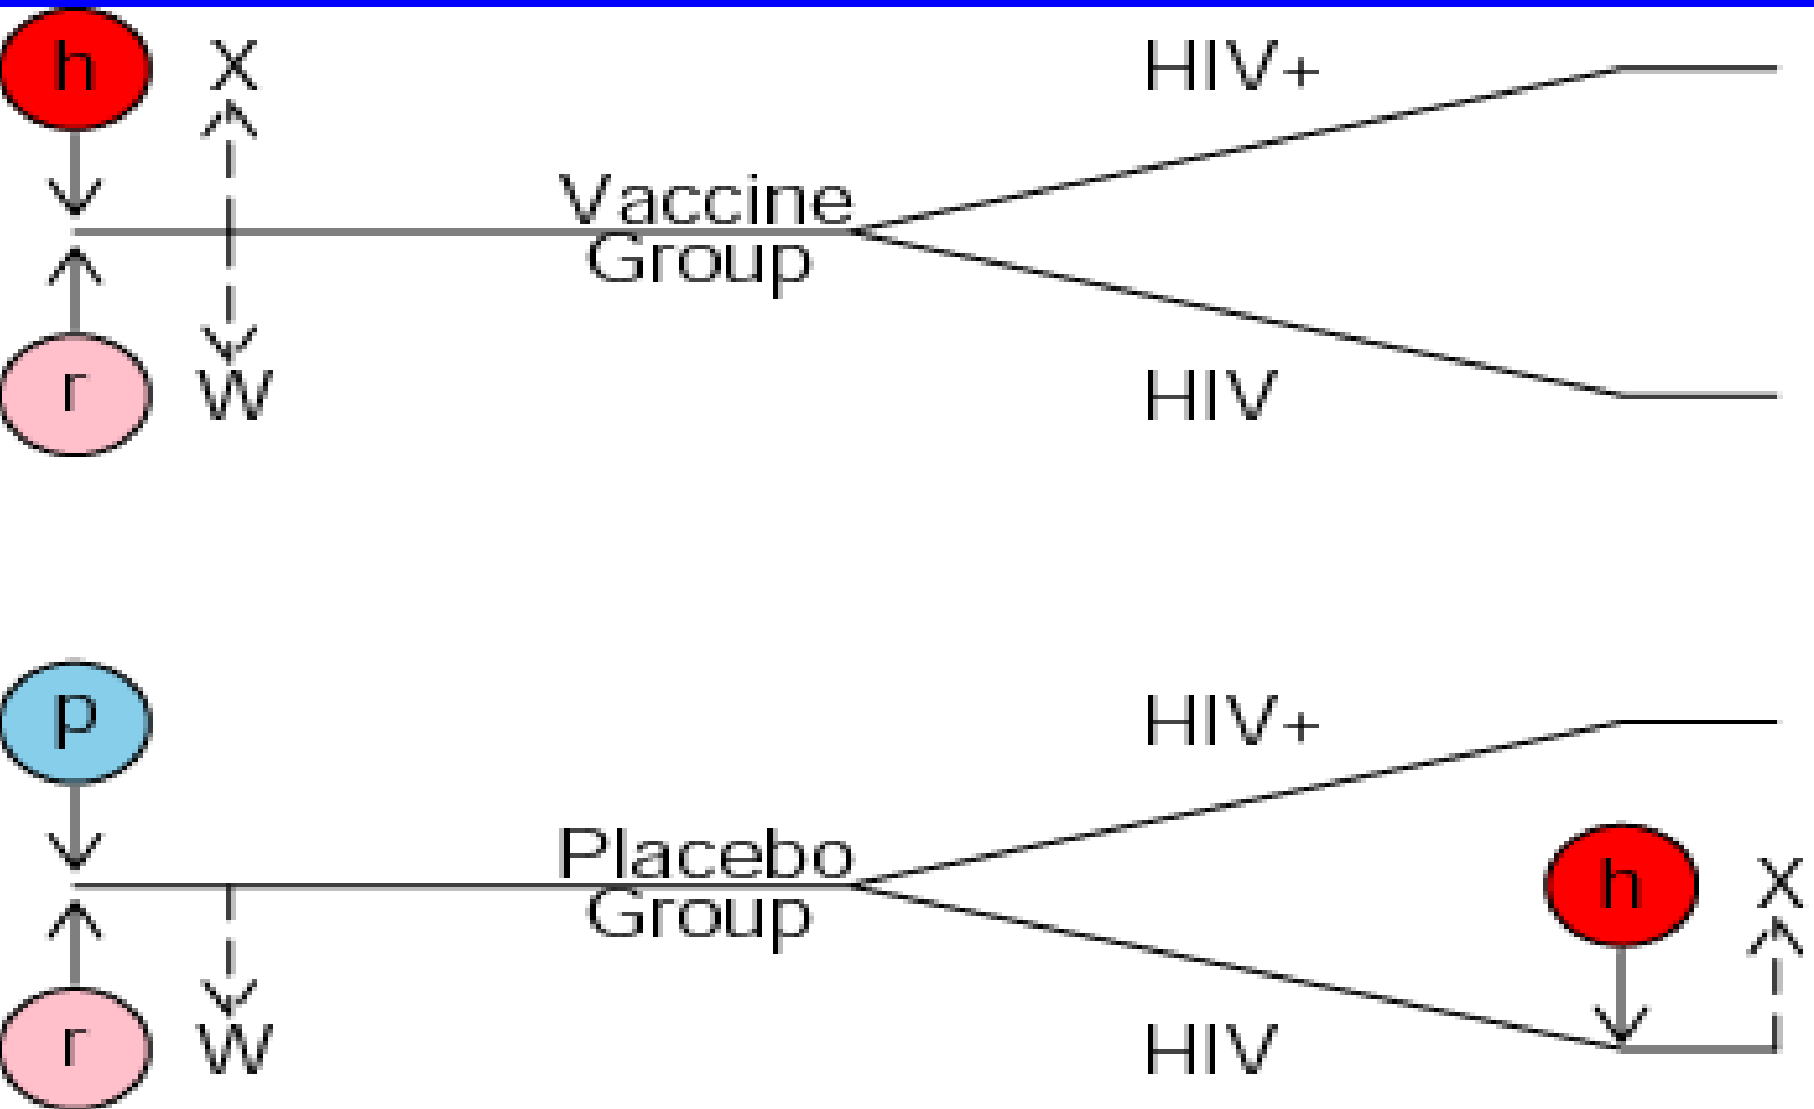 h X HIV+
Vaccine
Group
r W HIV
p HIV+
Placebo
Group
h X
r W HIV